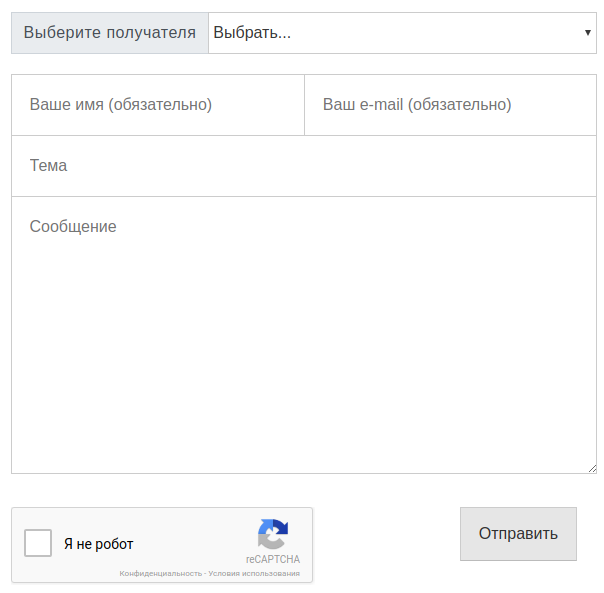 Выберите получателя Выбрать...
Ваше имя (обязательно) Ваш e-mail (обязательно)
Тема
Сообщение
Я не робот
reCAPTCHA
Конфиденциальность - Условия использования
Отправить